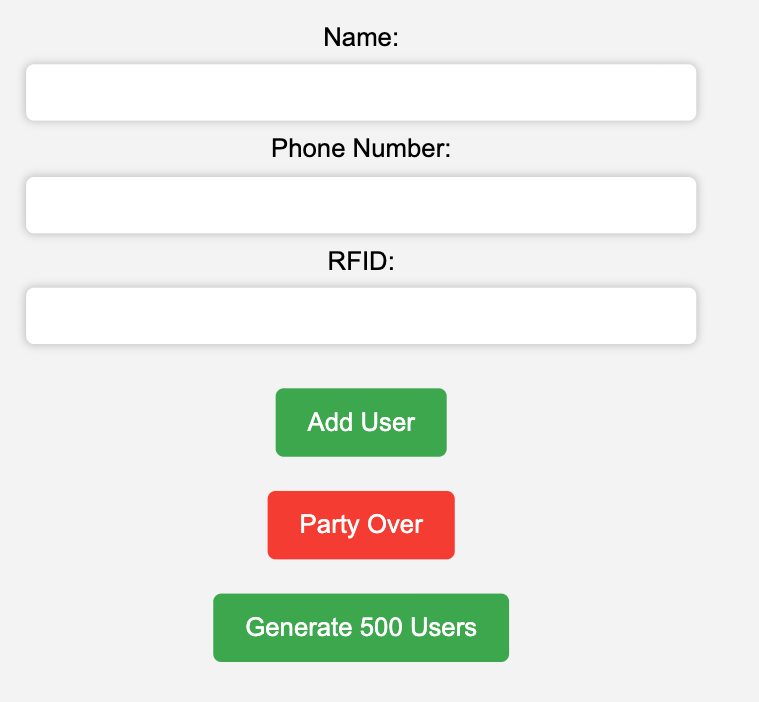 Name:
Phone Number:
RFID:
Add User
Party Over
Generate 500 Users